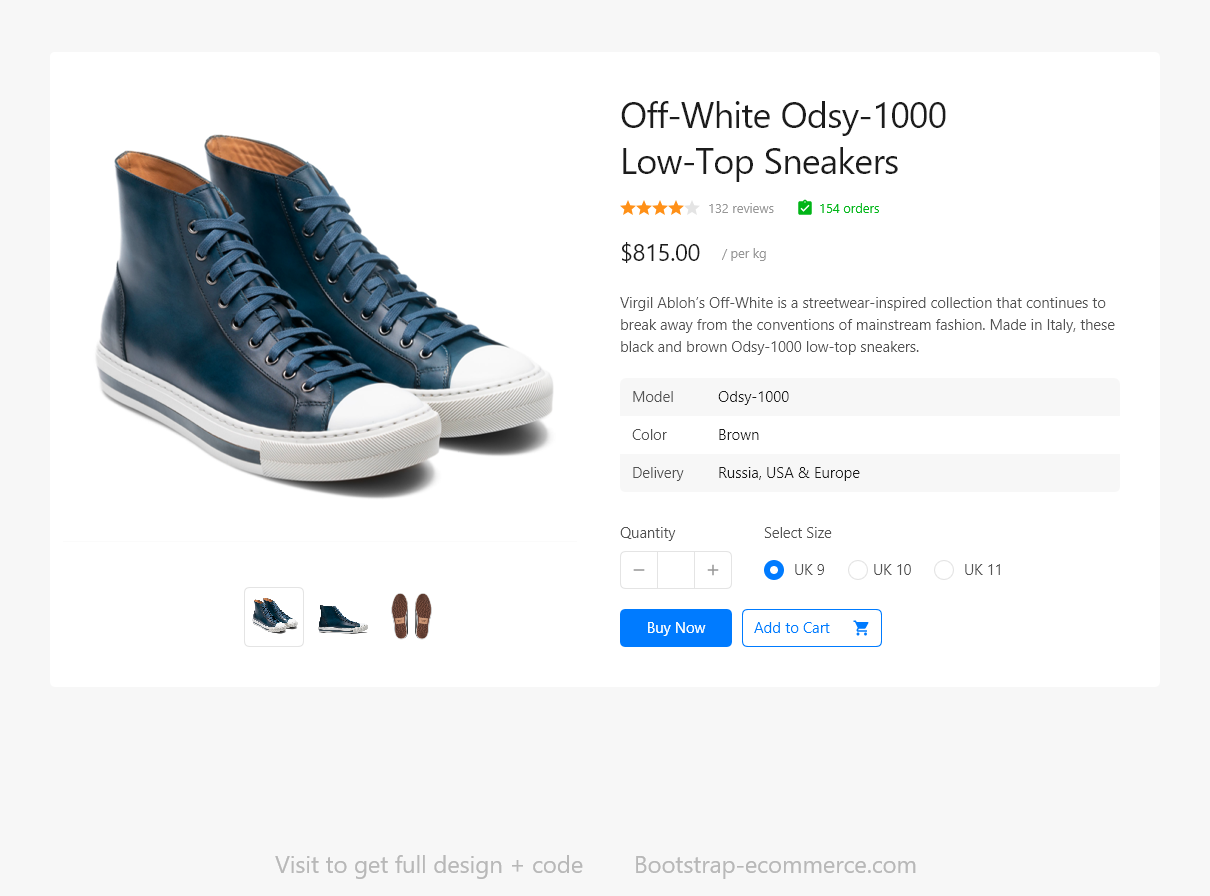 Off-White Odsy-1000
Low-Top Sneakers
132 reviews 154 orders
$815.00 / per kg
Virgil Abloh’s Off-White is a streetwear-inspired collection that continues to
break away from the conventions of mainstream fashion. Made in Italy, these
black and brown Odsy-1000 low-top sneakers.
Model Odsy-1000
Color Brown
Delivery Russia, USA & Europe
Quantity Select Size
− + UK 9 UK 10 UK 11
Buy Now Add to Cart
Visit to get full design + code Bootstrap-ecommerce.com